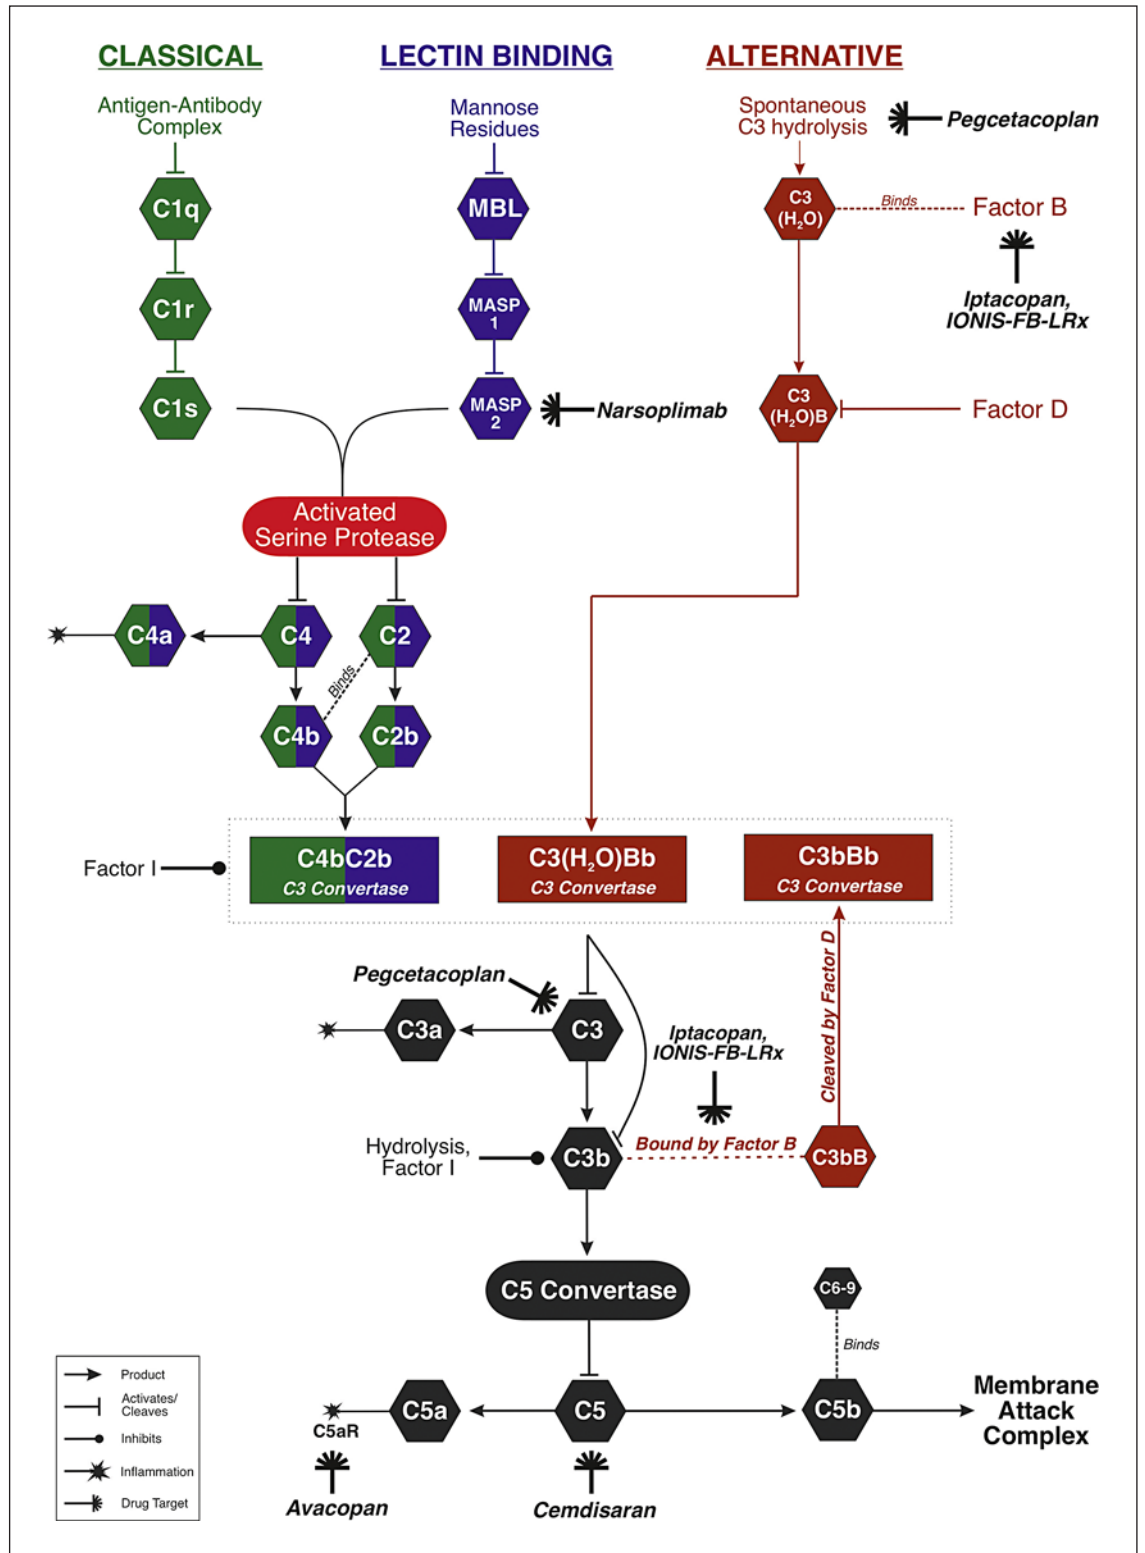 CLASSICAL
LECTIN BINDING
ALTERNATIVE
Antigen-Antibody
Complex
Mannose
Residues
Spontaneous
C3 hydrolysis
Pegcetacoplan
C1q
MBL
C3
(H₂O)
Binds
Factor B
C1r
MASP
1
Iptacopan,
IONIS-FB-LRx
C1s
MASP
2
Narsoplimab
C3
(H₂O)B
Factor D
Activated
Serine Protease
C4a
C4
C2
Binds
C4b
C2b
Factor I
C4bC2b
C3 Convertase
C3(H₂O)Bb
C3 Convertase
C3bBb
C3 Convertase
Pegcetacoplan
C3a
C3
Iptacopan,
IONIS-FB-LRx
Cleaved by Factor D
Hydrolysis,
Factor I
C3b
Bound by Factor B
C3bB
C5 Convertase
C6-9
Binds
C5aR
C5a
C5
C5b
Membrane
Attack
Complex
Avacopan
Cemdisaran
Product
Activates/
Cleaves
Inhibits
Inflammation
Drug Target